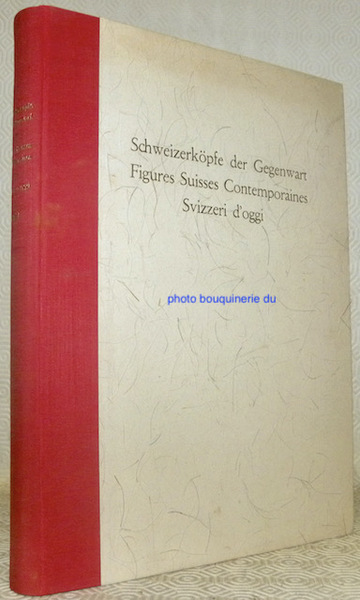 Schweizerköpfe der Gegenwart
Figures Suisses Contemporaines
Svizzeri d'oggi
photo bouquinerie du